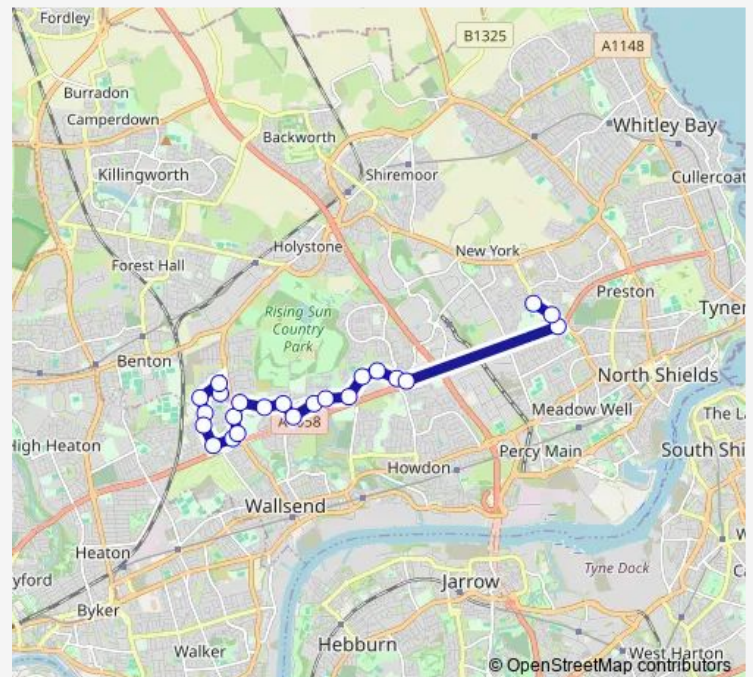 Fordley
B1325
A1148
Burradon
Camperdown
Backworth
Whitley Bay
Killingworth
Shiremoor
Cullercoat
Holystone
New York
Forest Hall
Preston
Rising Sun
Country
Park
Tyner
Benton
North Shields
Meadow Well
The L
High Heaton
A1058
Percy Main
South Shi
Howdon
Wallsend
Heaton
Tyne Dock
yford
Jarrow
Byker
Walker
Hebburn
West Harton
© OpenStreetMap contributors